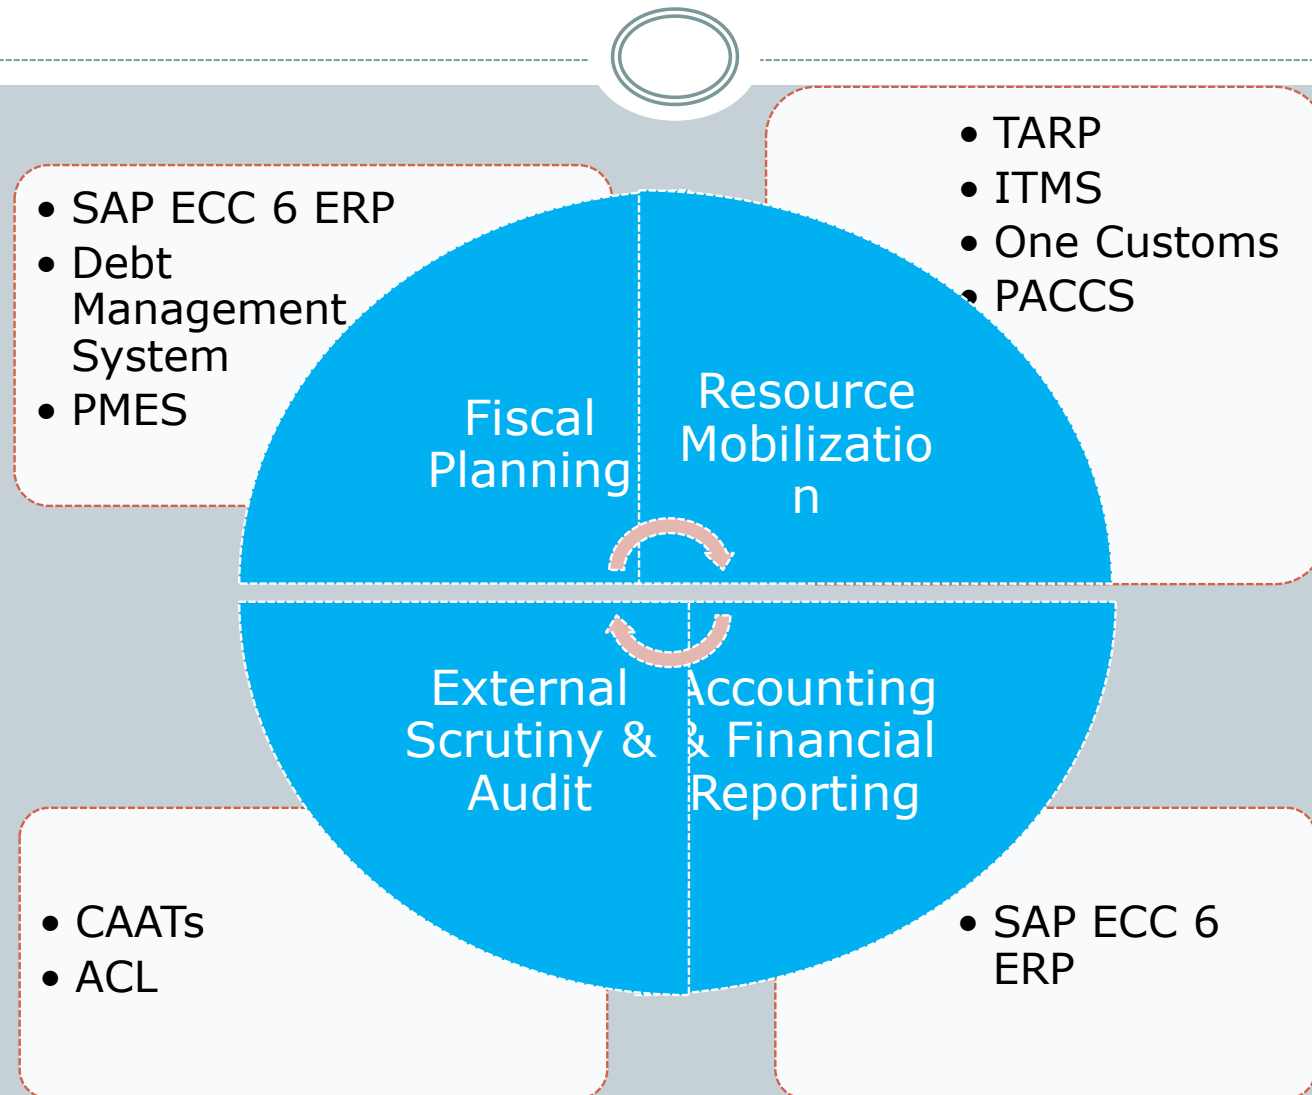 • SAP ECC 6 ERP
• Debt
Management
System
• PMES
• TARP
• ITMS
• One Customs
• PACCS
Fiscal
Planning
Resource
Mobilizatio
n
External
Scrutiny &
Audit
Accounting
& Financial
Reporting
• CAATs
• ACL
• SAP ECC 6
ERP